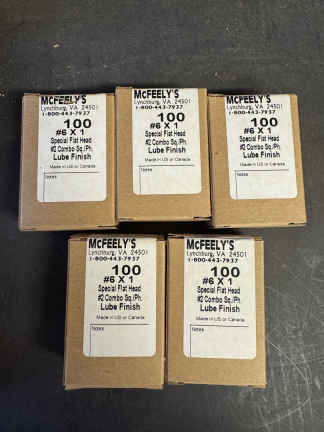 McFEELY'S
Lynchburg, VA 24501
1-800-443-7937
100
#6 X 1
Special Flat Head
#2 Combo Sq./Ph.
Lube Finish
Made in US or Canada
Notes
McFEELY'S
Lynchburg, VA 24501
1-800-443-7937
100
#6 X 1
Special Flat Head
#2 Combo Sq./Ph.
Lube Finish
Made in US or Canada
Notes
McFEELY'S
Lynchburg, VA 24501
1-800-443-7937
100
#6 X 1
Special Flat Head
#2 Combo Sq./Ph.
Lube Finish
Made in US or Canada
Notes
McFEELY'S
Lynchburg, VA 24501
1-800-443-7937
100
#6 X 1
Special Flat Head
#2 Combo Sq./Ph.
Lube Finish
Made in US or Canada
Notes
McFEELY'S
Lynchburg, VA 24501
1-800-443-7937
100
#6 X 1
Special Flat Head
#2 Combo Sq./Ph.
Lube Finish
Made in US or Canada
Notes